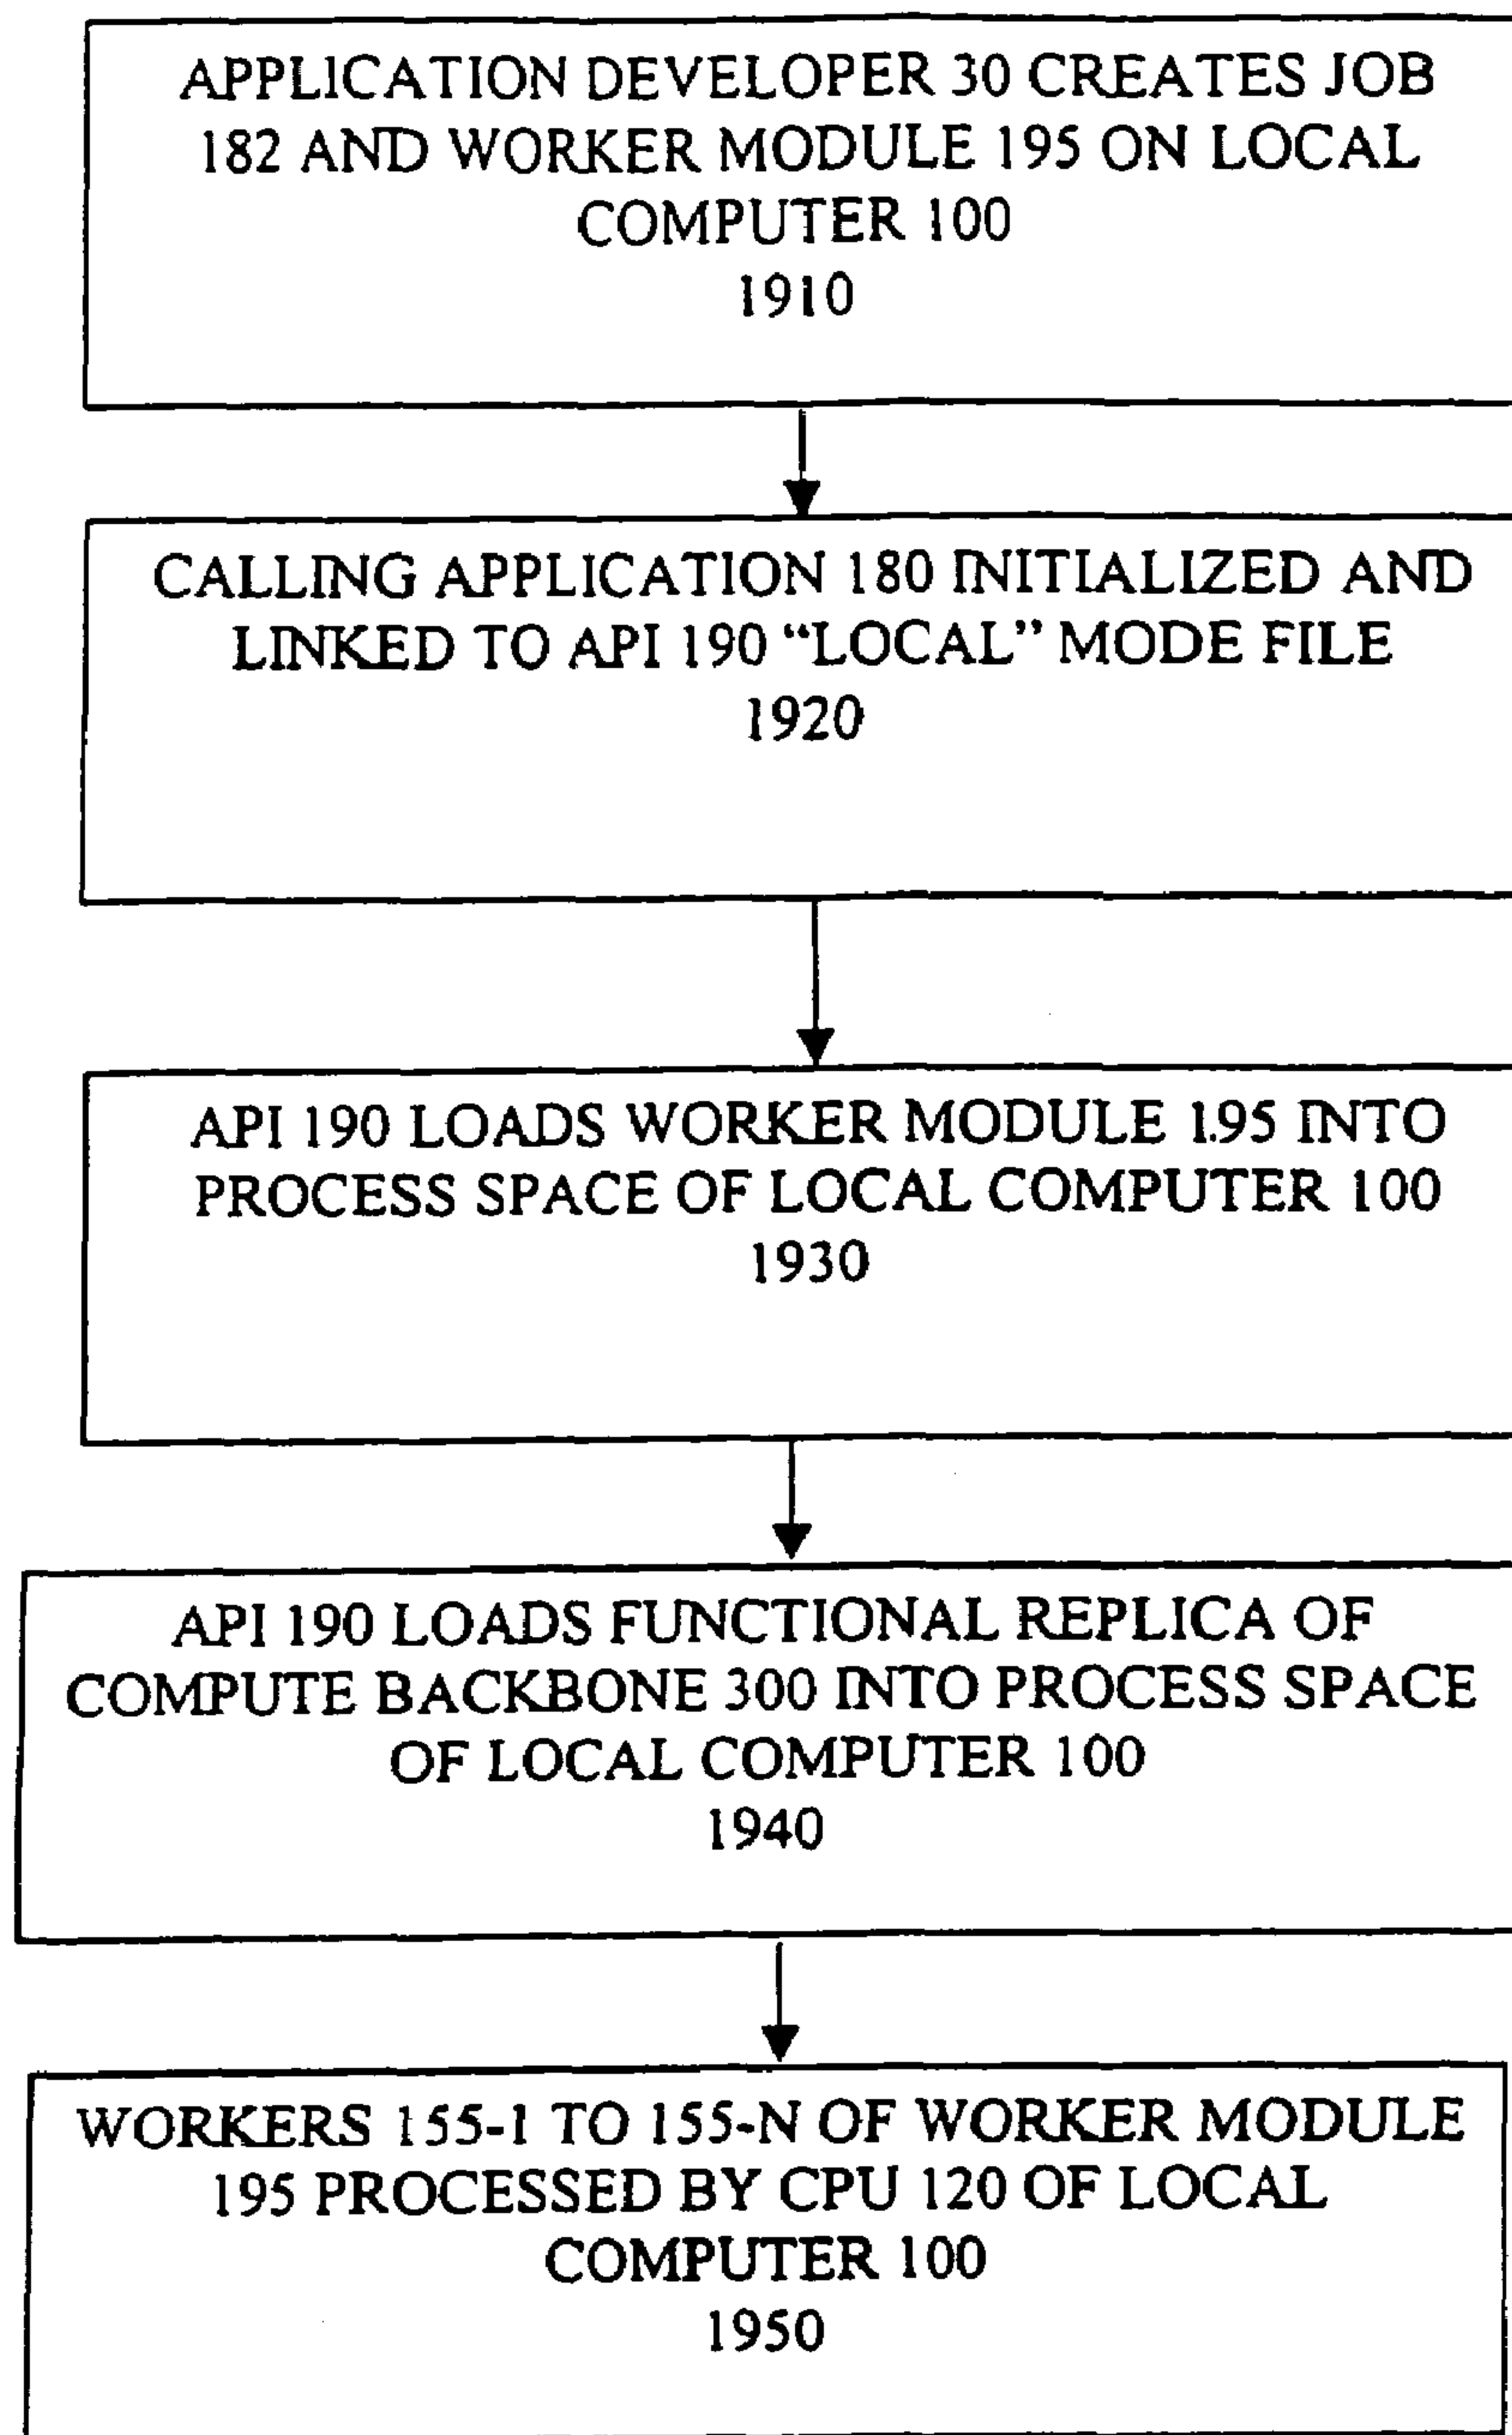 APPLICATION DEVELOPER 30 CREATES JOB
182 AND WORKER MODULE 195 ON LOCAL
COMPUTER 100
1910
CALLING APPLICATION 180 INITIALIZED AND
LINKED TO API 190 “LOCAL” MODE FILE
1920
API 190 LOADS WORKER MODULE 195 INTO
PROCESS SPACE OF LOCAL COMPUTER 100
1930
API 190 LOADS FUNCTIONAL REPLICA OF
COMPUTE BACKBONE 300 INTO PROCESS SPACE
OF LOCAL COMPUTER 100
1940
WORKERS 155-1 TO 155-N OF WORKER MODULE
195 PROCESSED BY CPU 120 OF LOCAL
COMPUTER 100
1950